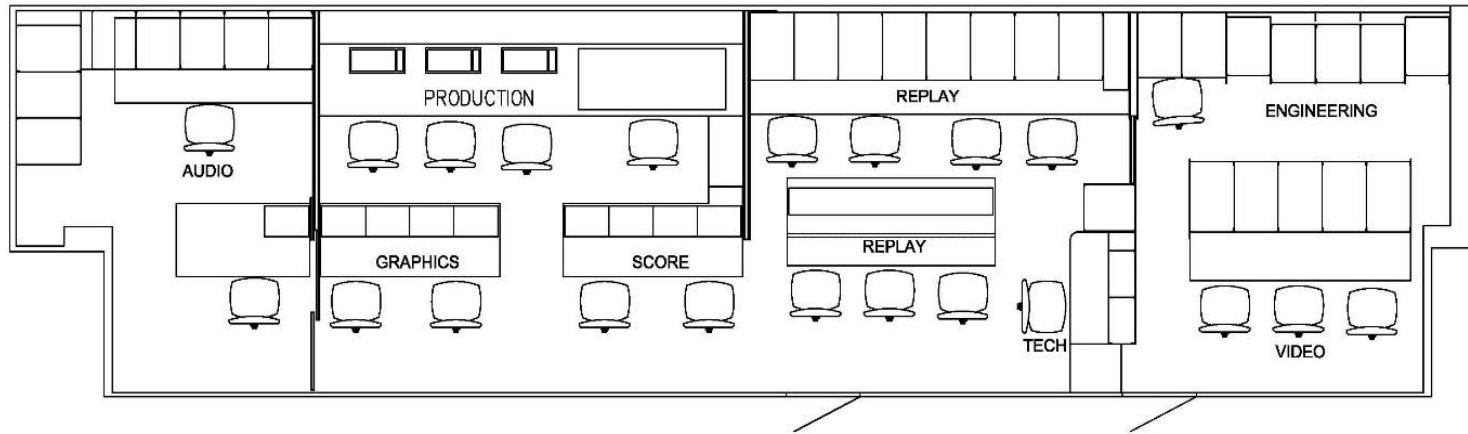 PRODUCTION
REPLAY
ENGINEERING
AUDIO
GRAPHICS
SCORE
REPLAY
TECH
VIDEO